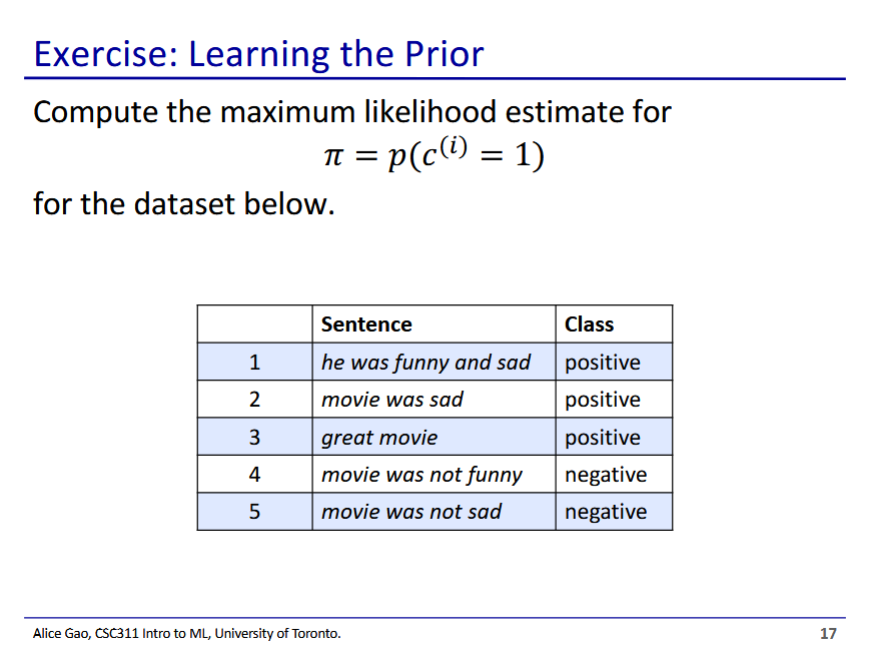 Exercise: Learning the Prior
Compute the maximum likelihood estimate for
π = p(c⁽ⁱ⁾ = 1)
for the dataset below.
Sentence Class
1 he was funny and sad positive
2 movie was sad positive
3 great movie positive
4 movie was not funny negative
5 movie was not sad negative
Alice Gao, CSC311 Intro to ML, University of Toronto. 17